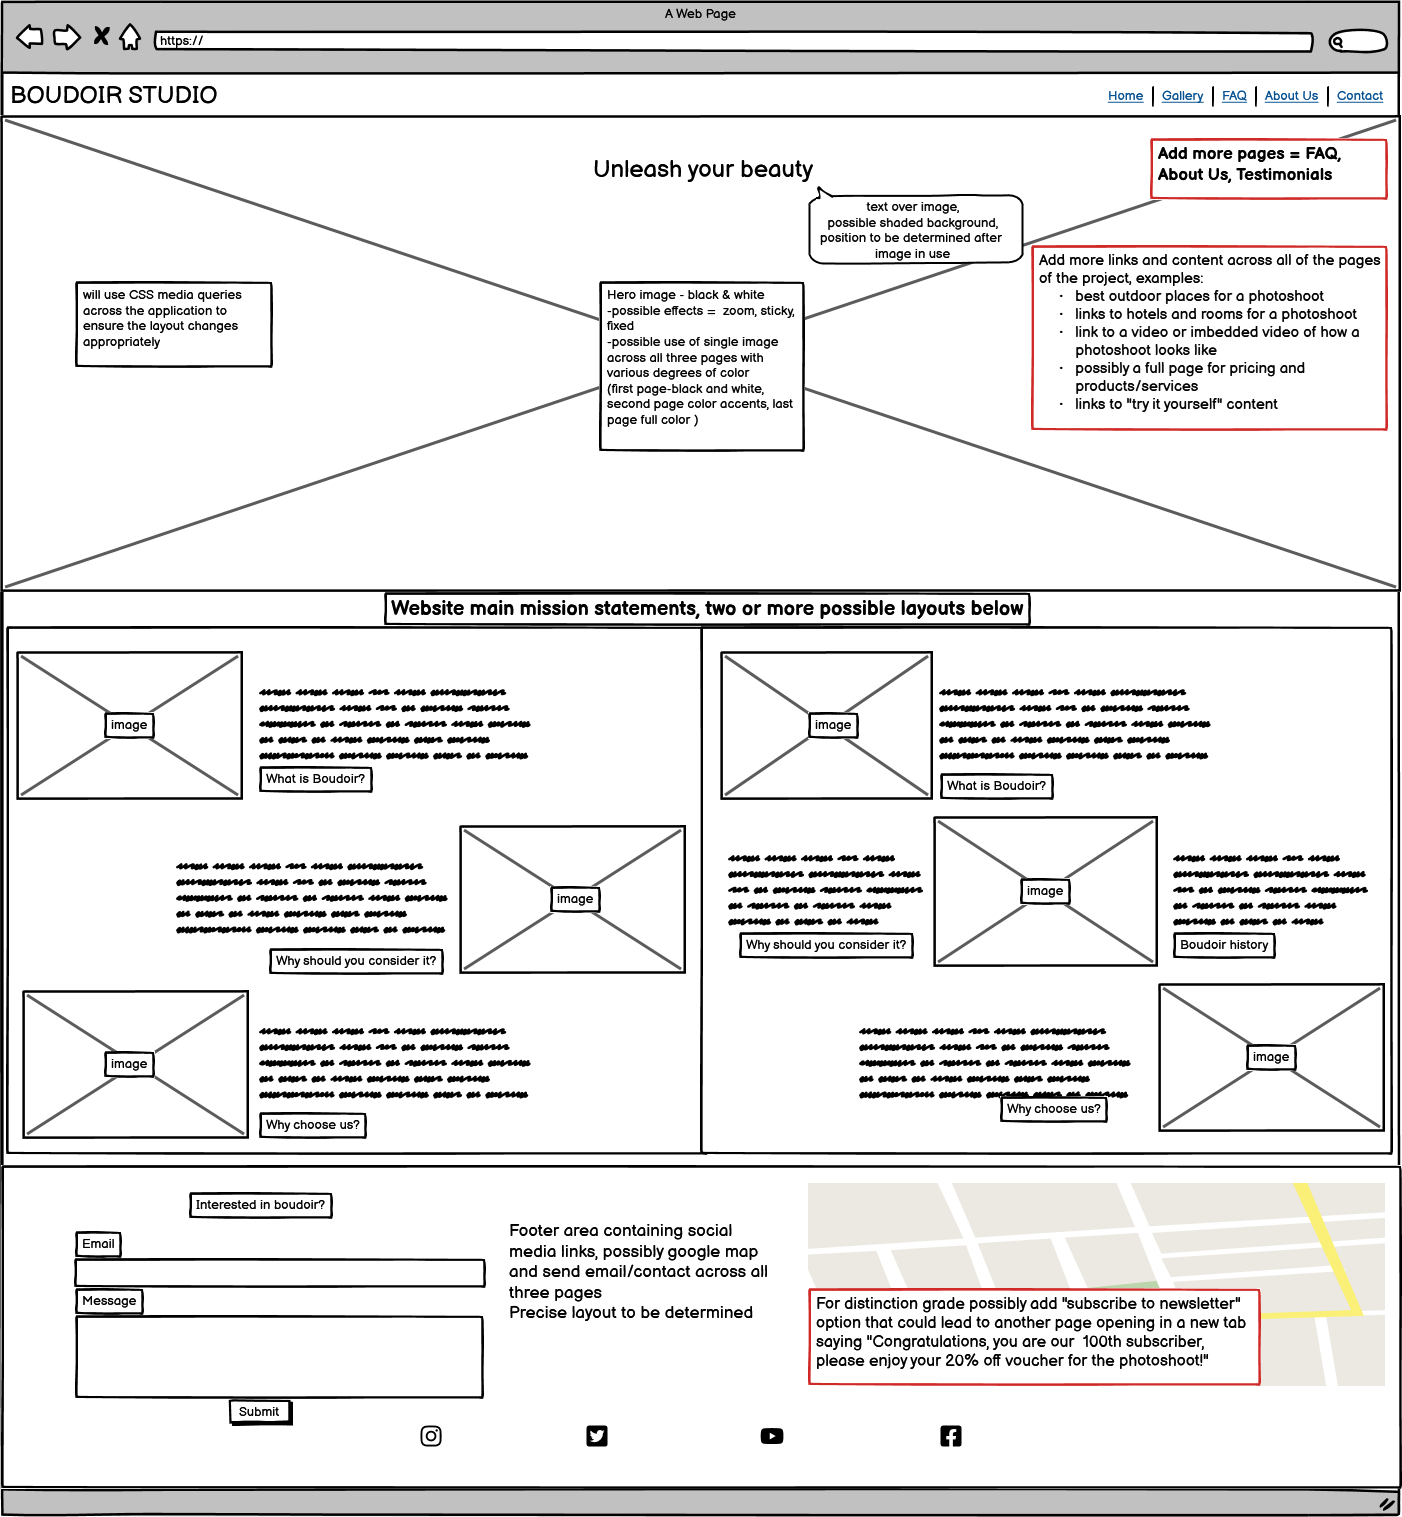 A Web Page
https://
BOUDOIR STUDIO
Home
Gallery
FAQ
About Us
Contact
Unleash your beauty
Add more pages = FAQ,
About Us, Testimonials
text over image,
possible shaded background,
position to be determined after
image in use
Add more links and content across all of the pages
of the project, examples:
· best outdoor places for a photoshoot
· links to hotels and rooms for a photoshoot
· link to a video or imbedded video of how a
photoshoot looks like
· possibly a full page for pricing and
products/services
· links to "try it yourself" content
will use CSS media queries
across the application to
ensure the layout changes
appropriately
Hero image - black & white
-possible effects = zoom, sticky,
fixed
-possible use of single image
across all three pages with
various degrees of color
(first page-black and white,
second page color accents, last
page full color )
Website main mission statements, two or more possible layouts below
image
What is Boudoir?
image
Why should you consider it?
image
Why choose us?
image
What is Boudoir?
Why should you consider it?
image
Boudoir history
Why choose us?
image
Interested in boudoir?
Email
Message
Submit
Footer area containing social
media links, possibly google map
and send email/contact across all
three pages
Precise layout to be determined
For distinction grade possibly add "subscribe to newsletter"
option that could lead to another page opening in a new tab
saying "Congratulations, you are our 100th subscriber,
please enjoy your 20% off voucher for the photoshoot!"